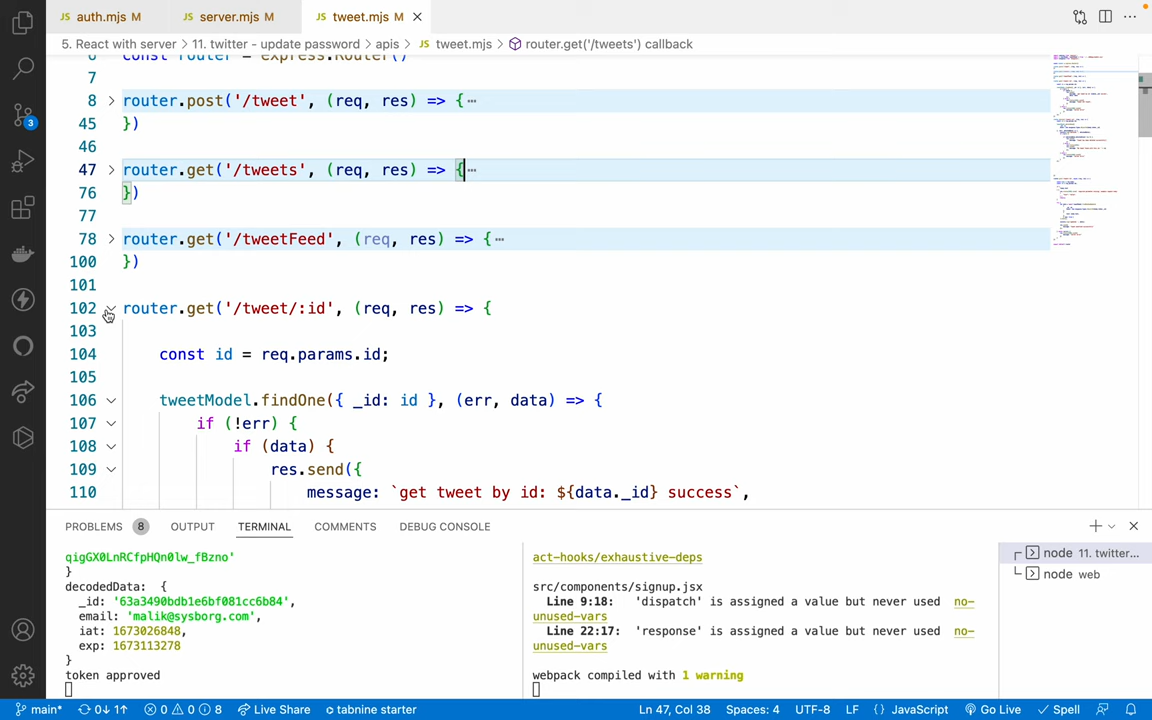 auth.mjs M server.mjs M tweet.mjs M
5. React with server > 11. twitter - update password > apis > JS tweet.mjs > router.get('/tweets') callback
6 const router = express.Router()
7
8 router.post('/tweet', (req, res) => {…
45 })
46
47 router.get('/tweets', (req, res) => {…
76 })
77
78 router.get('/tweetFeed', (req, res) => {…
100 })
101
102 router.get('/tweet/:id', (req, res) => {
103
104 const id = req.params.id;
105
106 tweetModel.findOne({ _id: id }, (err, data) => {
107 if (!err) {
108 if (data) {
109 res.send({
110 message: `get tweet by id: ${data._id} success`,
3
PROBLEMS 8 OUTPUT TERMINAL COMMENTS DEBUG CONSOLE
qigGX0LnRCfpHQn0lw_fBzno'
}
decodedData: {
_id: '63a3490bdb1e6bf081cc6b84',
email: 'malik@sysborg.com',
iat: 1673026848,
exp: 1673113278
}
token approved
act-hooks/exhaustive-deps
src/components/signup.jsx
Line 9:18: 'dispatch' is assigned a value but never used no-
unused-vars
Line 22:17: 'response' is assigned a value but never used no-
unused-vars
webpack compiled with 1 warning
node 11. twitter...
node web
main* 0↓ 1↑ 0 0 8 Live Share tabnine starter Ln 47, Col 38 Spaces: 4 UTF-8 LF {} JavaScript Go Live Spell